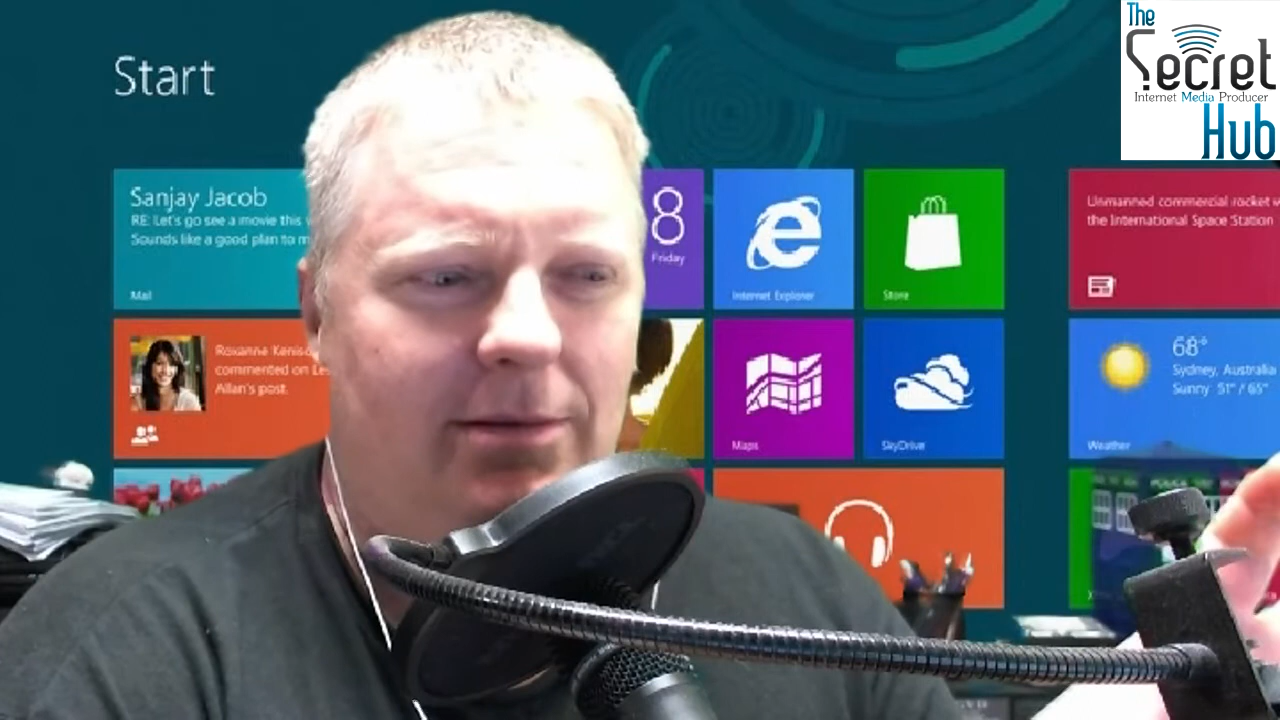 The
Secret
Internet Media Producer
Hub
Start
Sanjay Jacob
RE: Let's go see a movie this
Sounds like a good plan to m
Mail
8
Friday
Internet Explorer
Store
Unmanned commercial rocket
the International Space Station
Roxanne Kenis
commented on Les
Allan's post.
Maps
SkyDrive
68°
Sydney, Australia
Sunny 51° / 65°
Weather